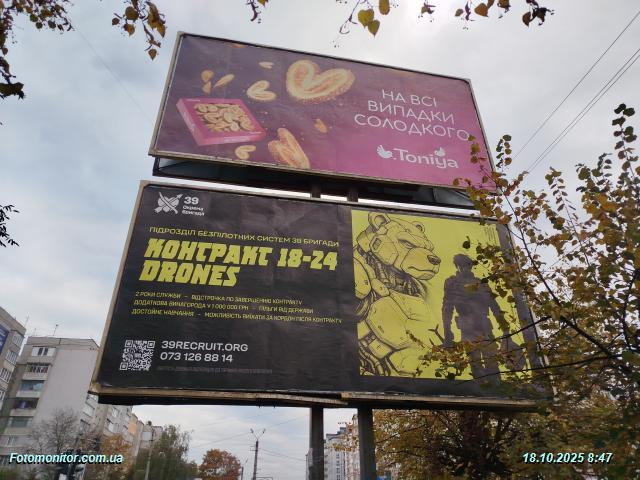 НА ВСІ
ВИПАДКИ
СОЛОДКОГО
Toniya
39
Окрема
бригада
ПІДРОЗДІЛ БЕЗПІЛОТНИХ СИСТЕМ 39 БРИГАДИ
КОНТРАКТ 18-24
DRONES
2 РОКИ СЛУЖБИ – ВІДСТРОЧКА ПО ЗАВЕРШЕННЮ КОНТРАКТУ
ДОДАТКОВА ВИНАГОРОДА У 1 000 000 ГРН – ПІЛЬГИ ВІД ДЕРЖАВИ
ДОСТОЙНЕ НАВЧАННЯ – МОЖЛИВІСТЬ ВИЇХАТИ ЗА КОРДОН ПІСЛЯ КОНТРАКТУ
39RECRUIT.ORG
073 126 88 14
Fotomonitor.com.ua
18.10.2025 8:47